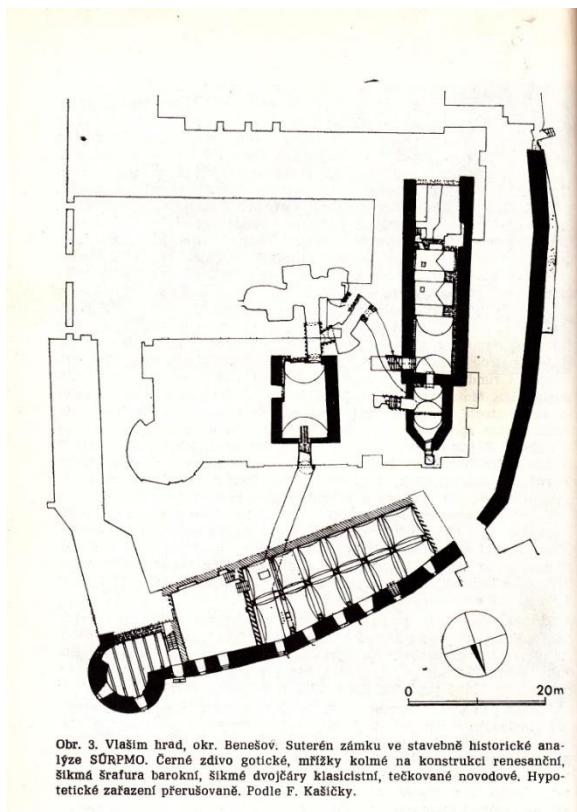 0 20m
Obr. 3. Vlašim hrad, okr. Benešov. Suterén zámku ve stavebně historické ana-
lýze SÚRPMO. Černé zdivo gotické, mřížky kolmé na konstrukci renesanční,
šikmá šrafura barokní, šikmé dvojčáry klasicistní, tečkované novodové. Hypo-
tetické zařazení přerušovaně. Podle F. Kašičky.